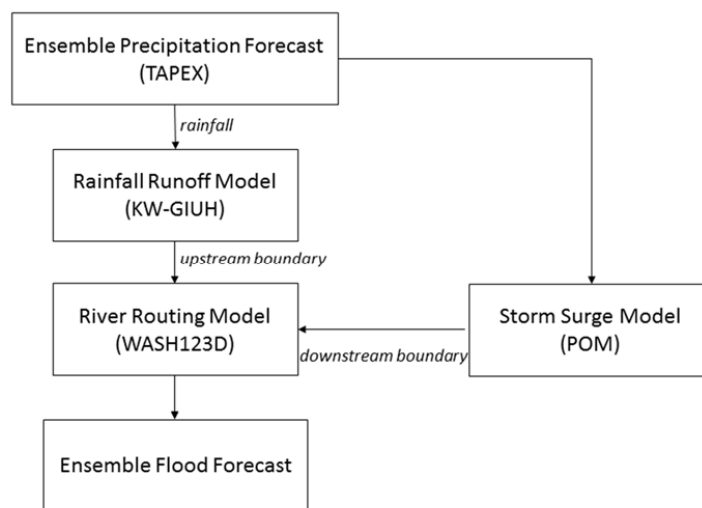 Ensemble Precipitation Forecast
(TAPEX)
rainfall
Rainfall Runoff Model
(KW-GIUH)
upstream boundary
River Routing Model
(WASH123D)
downstream boundary
Storm Surge Model
(POM)
Ensemble Flood Forecast